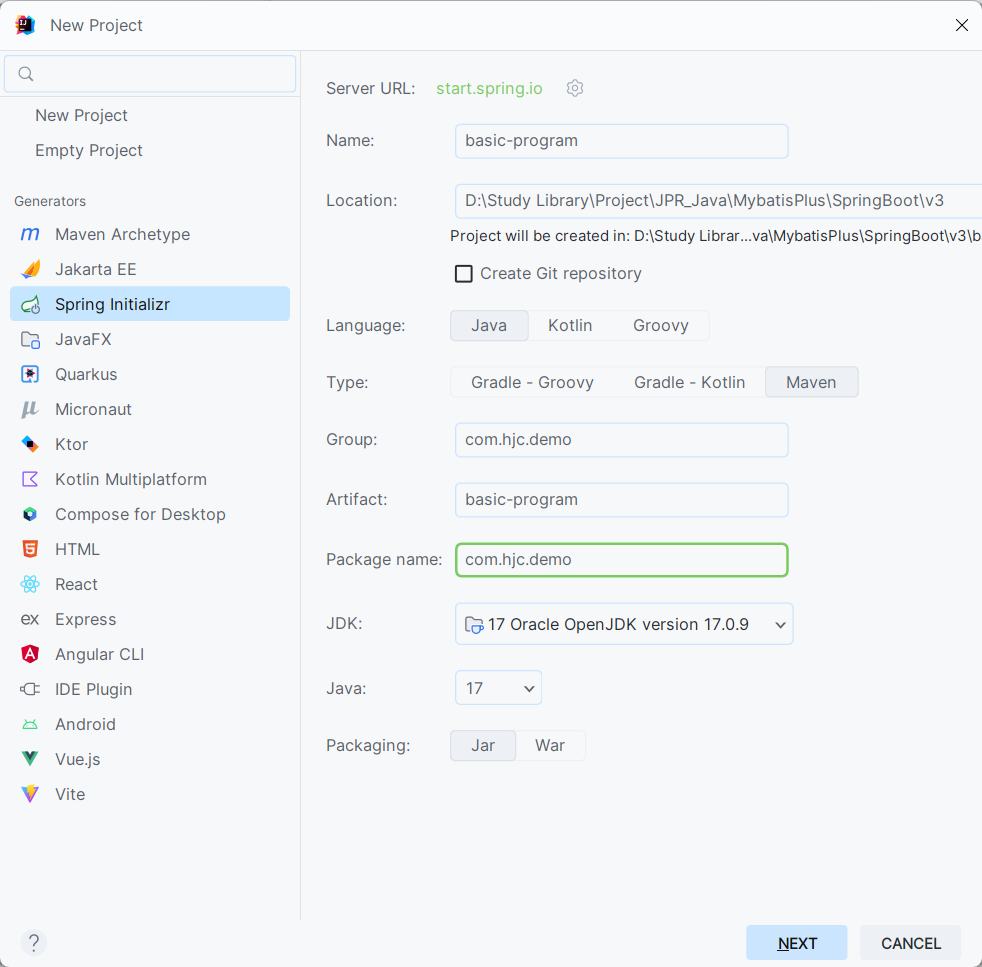 New Project
New Project
Empty Project
Generators
Maven Archetype
Jakarta EE
Spring Initializr
JavaFX
Quarkus
Micronaut
Ktor
Kotlin Multiplatform
Compose for Desktop
HTML
React
ex Express
Angular CLI
IDE Plugin
Android
Vue.js
Vite
?
Server URL: start.spring.io
Name: basic-program
Location: D:\Study Library\Project\JPR_Java\MybatisPlus\SpringBoot\v3
Project will be created in: D:\Study Librar...va\MybatisPlus\SpringBoot\v3\b
Create Git repository
Language: Java Kotlin Groovy
Type: Gradle - Groovy Gradle - Kotlin Maven
Group: com.hjc.demo
Artifact: basic-program
Package name: com.hjc.demo
JDK: 17 Oracle OpenJDK version 17.0.9
Java: 17
Packaging: Jar War
NEXT CANCEL